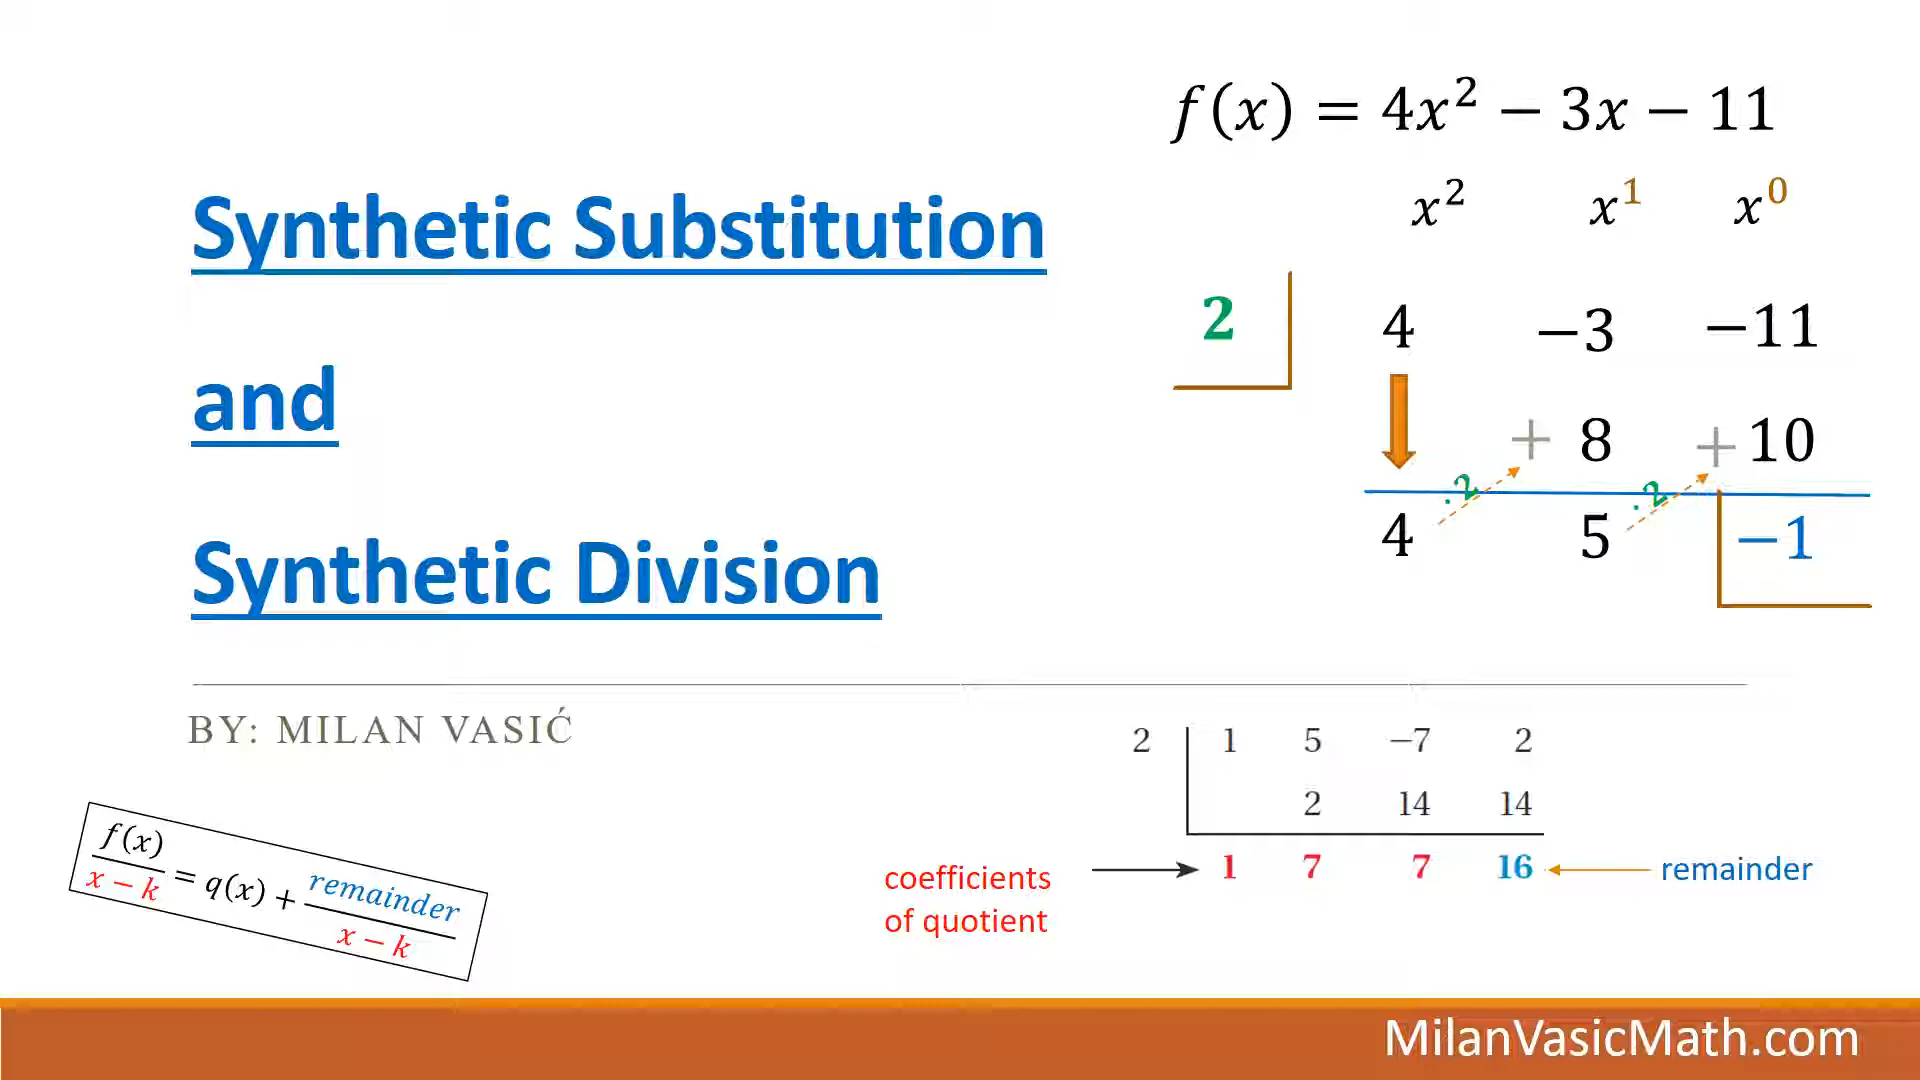 Synthetic Substitution
and
Synthetic Division
BY: MILAN VASIĆ
f(x) = 4x² − 3x − 11
x² x¹ x⁰
2 4 −3 −11
+ 8 + 10
· 2 · 2
4 5 −1
2 1 5 −7 2
2 14 14
1 7 7 16
coefficients
of quotient
remainder
f(x)/(x − k) = q(x) + remainder/(x − k)
MilanVasicMath.com